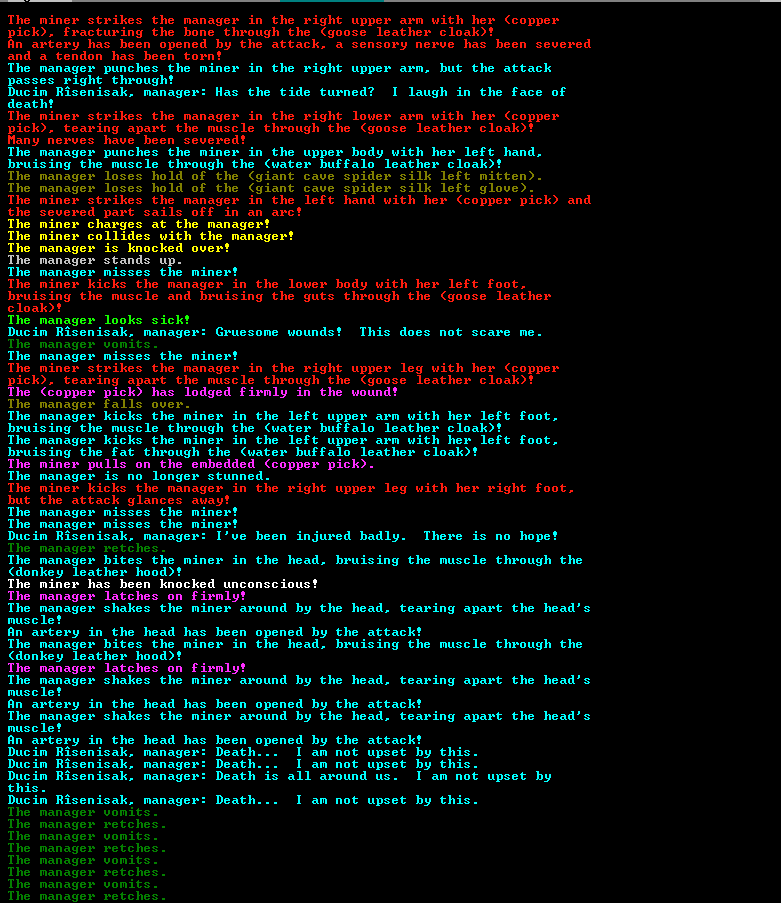 The miner strikes the manager in the right upper arm with her (copper
pick), fracturing the bone through the (goose leather cloak)!
An artery has been opened by the attack, a sensory nerve has been severed
and a tendon has been torn!
The manager punches the miner in the right upper arm, but the attack
passes right through!
Ducim Rîsenisak, manager: Has the tide turned?  I laugh in the face of
death!
The miner strikes the manager in the right lower arm with her (copper
pick), tearing apart the muscle through the (goose leather cloak)!
Many nerves have been severed!
The manager punches the miner in the upper body with her left hand,
bruising the muscle through the (water buffalo leather cloak)!
The manager loses hold of the (giant cave spider silk left mitten).
The manager loses hold of the (giant cave spider silk left glove).
The miner strikes the manager in the left hand with her (copper pick) and
the severed part sails off in an arc!
The miner charges at the manager!
The miner collides with the manager!
The manager is knocked over!
The manager stands up.
The manager misses the miner!
The miner kicks the manager in the lower body with her left foot,
bruising the muscle and bruising the guts through the (goose leather
cloak)!
The manager looks sick!
Ducim Rîsenisak, manager: Gruesome wounds!  This does not scare me.
The manager vomits.
The manager misses the miner!
The miner strikes the manager in the right upper leg with her (copper
pick), tearing apart the muscle through the (goose leather cloak)!
The (copper pick) has lodged firmly in the wound!
The manager falls over.
The manager kicks the miner in the left upper arm with her left foot,
bruising the muscle through the (water buffalo leather cloak)!
The manager kicks the miner in the left upper arm with her left foot,
bruising the fat through the (water buffalo leather cloak)!
The miner pulls on the embedded (copper pick).
The manager is no longer stunned.
The miner kicks the manager in the right upper leg with her right foot,
but the attack glances away!
The manager misses the miner!
The manager misses the miner!
Ducim Rîsenisak, manager: I've been injured badly.  There is no hope!
The manager retches.
The manager bites the miner in the head, bruising the muscle through the
(donkey leather hood)!
The miner has been knocked unconscious!
The manager latches on firmly!
The manager shakes the miner around by the head, tearing apart the head's
muscle!
An artery in the head has been opened by the attack!
The manager bites the miner in the head, bruising the muscle through the
(donkey leather hood)!
The manager latches on firmly!
The manager shakes the miner around by the head, tearing apart the head's
muscle!
An artery in the head has been opened by the attack!
The manager shakes the miner around by the head, tearing apart the head's
muscle!
An artery in the head has been opened by the attack!
Ducim Rîsenisak, manager: Death...  I am not upset by this.
Ducim Rîsenisak, manager: Death...  I am not upset by this.
Ducim Rîsenisak, manager: Death is all around us.  I am not upset by
this.
Ducim Rîsenisak, manager: Death...  I am not upset by this.
The manager vomits.
The manager retches.
The manager vomits.
The manager retches.
The manager vomits.
The manager retches.
The manager vomits.
The manager retches.